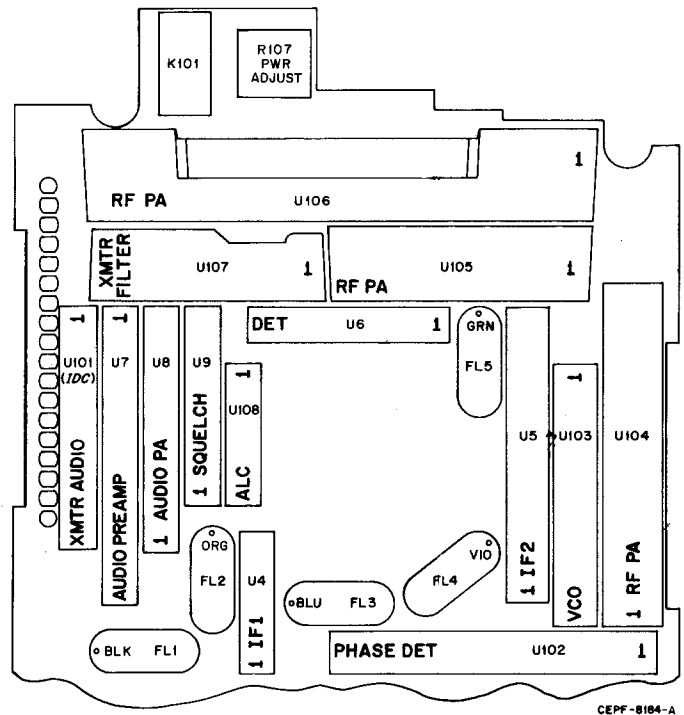 K101
R107
PWR
ADJUST
1
RF PA
U106
XMTR
FILTER
U107
1
U105
RF PA
1
DET
U6
1
GRN
FL5
1
U101
(IDC)
XMTR AUDIO
1
U7
AUDIO PREAMP
U8
1 AUDIO PA
U9
1 SQUELCH
1
U108
ALC
U5
1 IF2
1
U103
VCO
U104
1 RF PA
ORG
FL2
U4
1 IF1
BLU FL3
VIO
FL4
BLK FL1
PHASE DET U102 1
CEPF-8184-A